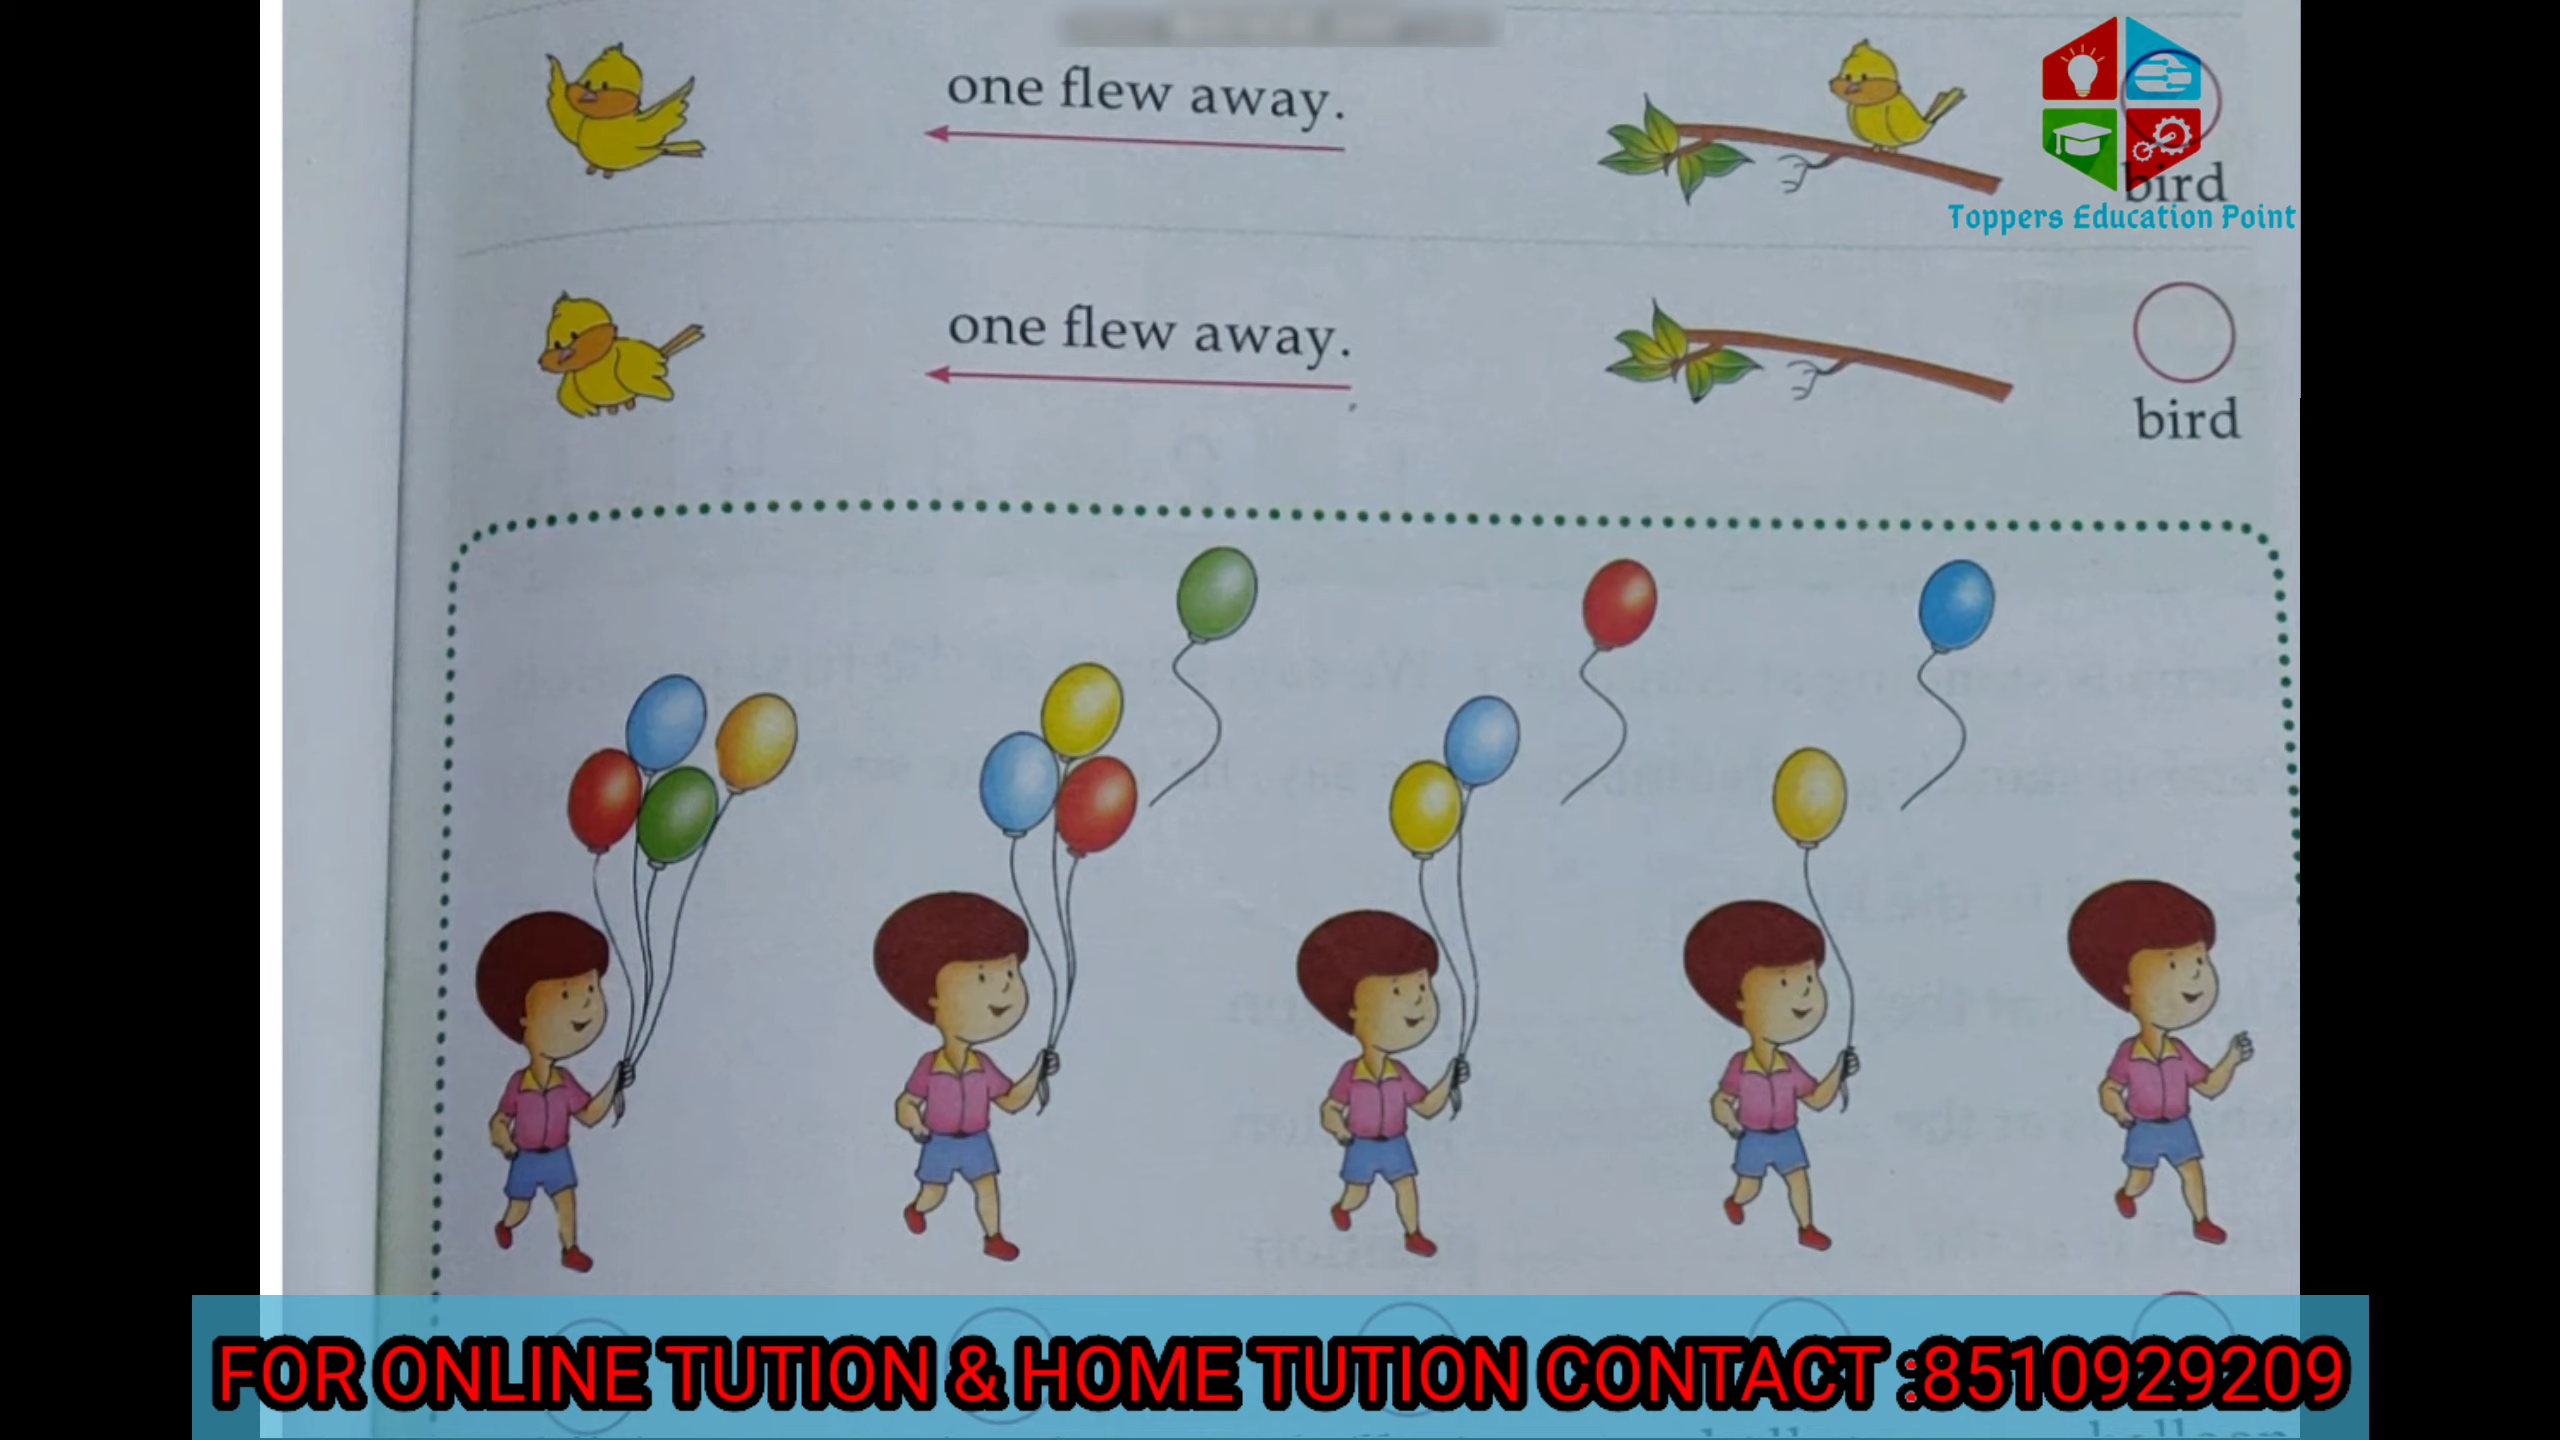 one flew away.
bird
Toppers Education Point
one flew away.
bird
FOR ONLINE TUTION & HOME TUTION CONTACT :8510929209